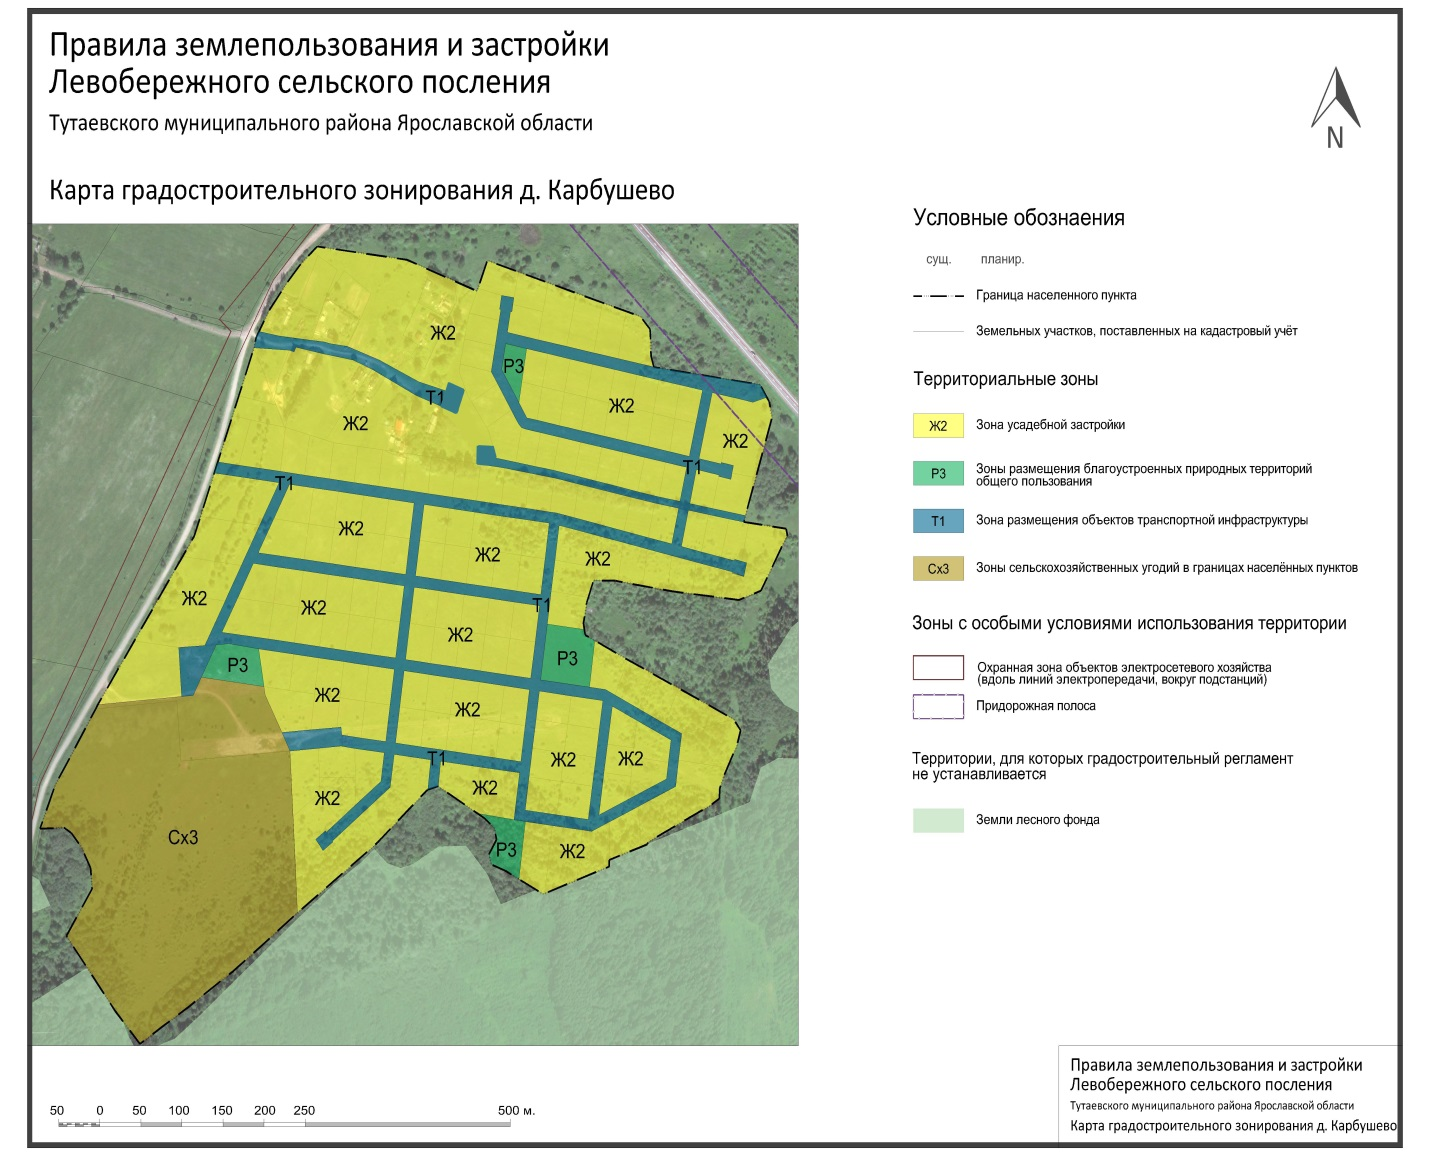 Правила землепользования и застройки
Левобережного сельского посления
Тутаевского муниципального района Ярославской области
Карта градостроительного зонирования д. Карбушево
N
Условные обознаения
сущ. планир.
Граница населенного пункта
Земельных участков, поставленных на кадастровый учёт
Территориальные зоны
Ж2 Зона усадебной застройки
Р3 Зоны размещения благоустроенных природных территорий
общего пользования
Т1 Зона размещения объектов транспортной инфраструктуры
Сх3 Зоны сельскохозяйственных угодий в границах населённых пунктов
Зоны с особыми условиями использования территории
Охранная зона объектов электросетевого хозяйства
(вдоль линий электропередачи, вокруг подстанций)
Придорожная полоса
Территории, для которых градостроительный регламент
не устанавливается
Земли лесного фонда
Ж2
Р3
Т1
Ж2
Ж2
Ж2
Т1
Т1
Ж2
Ж2
Ж2
Ж2
Ж2
Т1
Ж2
Р3
Р3
Ж2
Ж2
Т1
Ж2
Ж2
Ж2
Ж2
Сх3
Р3
Ж2
50 0 50 100 150 200 250 500 м.
Правила землепользования и застройки
Левобережного сельского посления
Тутаевского муниципального района Ярославской области
Карта градостроительного зонирования д. Карбушево